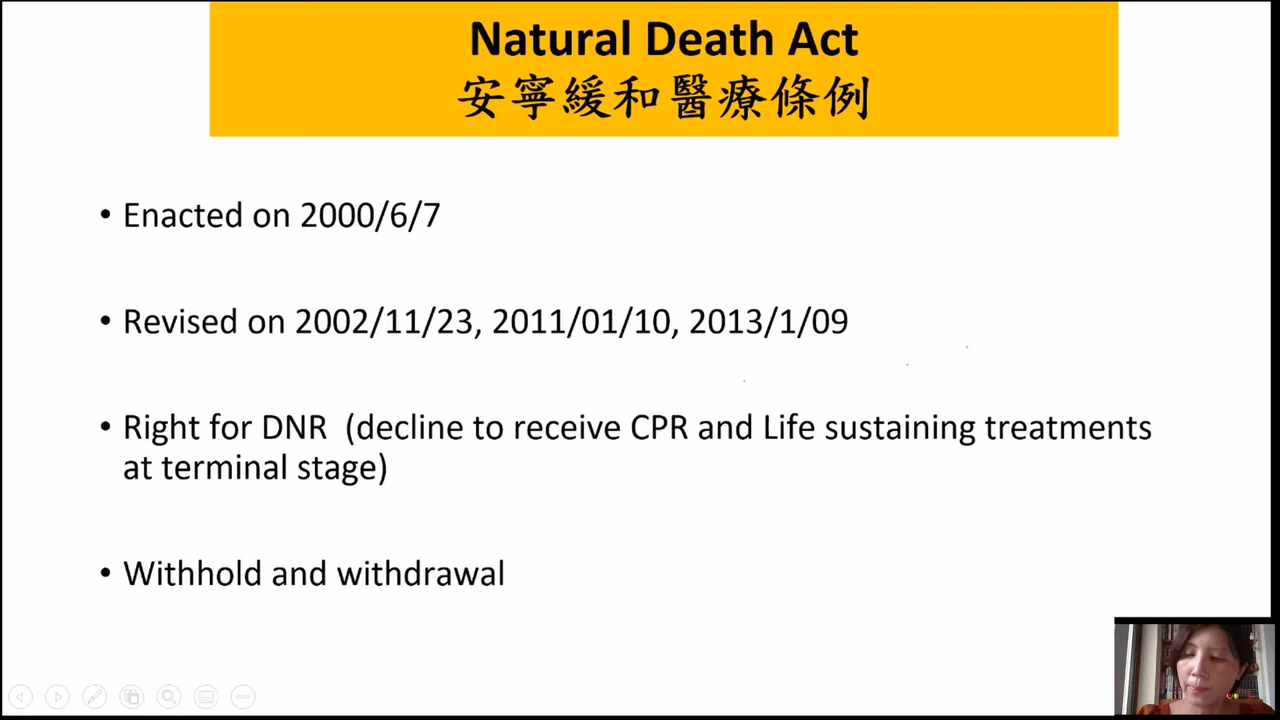 Natural Death Act
安寧緩和醫療條例
• Enacted on 2000/6/7
• Revised on 2002/11/23, 2011/01/10, 2013/1/09
• Right for DNR  (decline to receive CPR and Life sustaining treatments
at terminal stage)
• Withhold and withdrawal